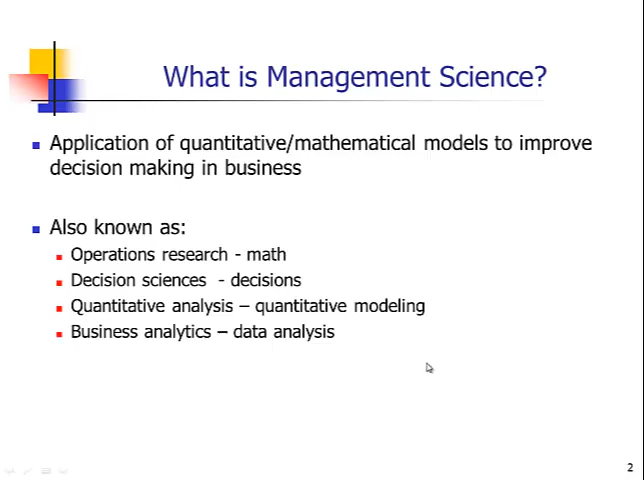 What is Management Science?
Application of quantitative/mathematical models to improve
decision making in business
Also known as:
Operations research - math
Decision sciences - decisions
Quantitative analysis – quantitative modeling
Business analytics – data analysis
2